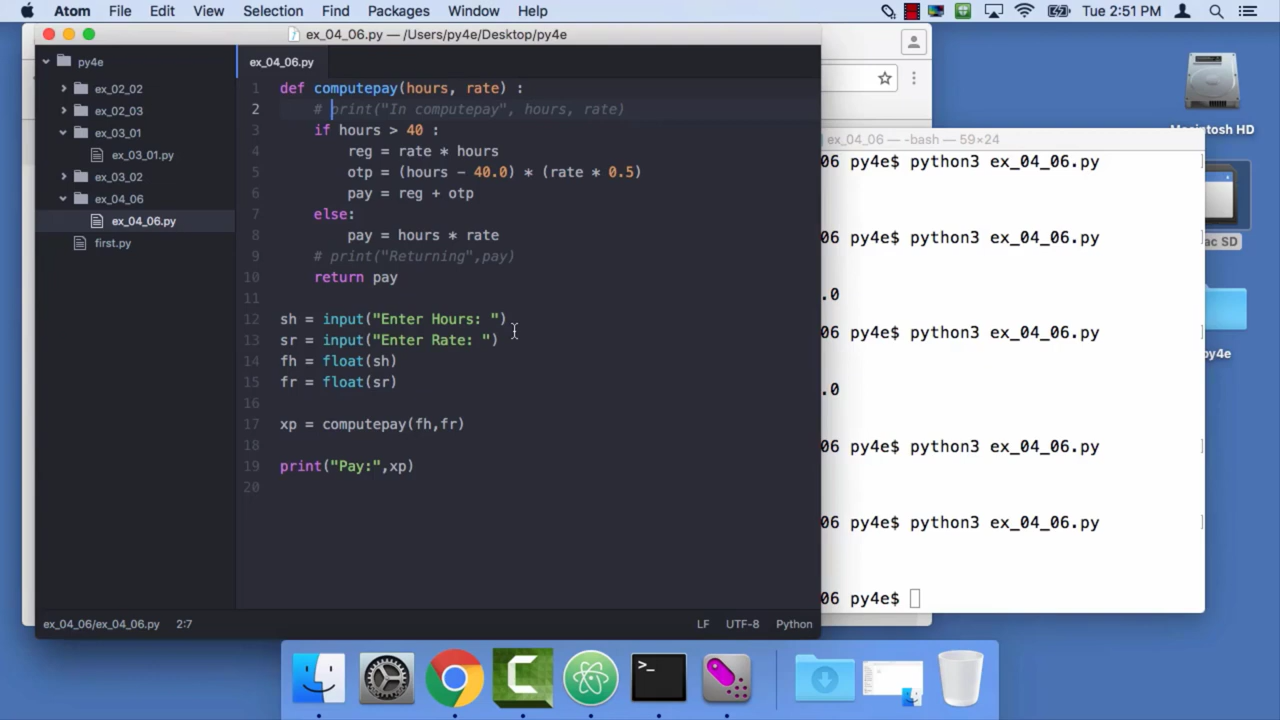 Atom File Edit View Selection Find Packages Window Help Tue 2:51 PM
ex_04_06.py — /Users/py4e/Desktop/py4e
py4e
ex_02_02
ex_02_03
ex_03_01
ex_03_01.py
ex_03_02
ex_04_06
ex_04_06.py
first.py
ex_04_06.py
1 def computepay(hours, rate) :
2 # print("In computepay", hours, rate)
3 if hours > 40 :
4 reg = rate * hours
5 otp = (hours - 40.0) * (rate * 0.5)
6 pay = reg + otp
7 else:
8 pay = hours * rate
9 # print("Returning",pay)
10 return pay
11
12 sh = input("Enter Hours: ")
13 sr = input("Enter Rate: ")
14 fh = float(sh)
15 fr = float(sr)
16
17 xp = computepay(fh,fr)
18
19 print("Pay:",xp)
20
ex_04_06/ex_04_06.py 2:7 LF UTF-8 Python
ex_04_06 — -bash — 59×24
06 py4e$ python3 ex_04_06.py
06 py4e$ python3 ex_04_06.py
.0
06 py4e$ python3 ex_04_06.py
.0
06 py4e$ python3 ex_04_06.py
06 py4e$ python3 ex_04_06.py
06 py4e$
Macintosh HD
ac SD
py4e
>_